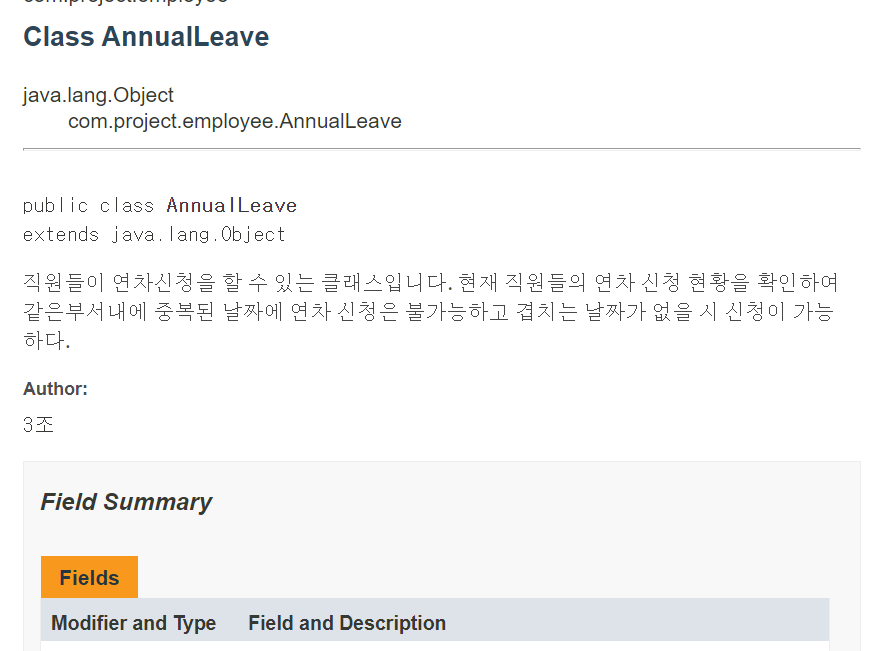 com.project.employee
Class AnnualLeave
java.lang.Object
com.project.employee.AnnualLeave
public class AnnualLeave
extends java.lang.Object
직원들이 연차신청을 할 수 있는 클래스입니다. 현재 직원들의 연차 신청 현황을 확인하여
같은부서내에 중복된 날짜에 연차 신청은 불가능하고 겹치는 날짜가 없을 시 신청이 가능
하다.
Author:
3조
Field Summary
Fields
Modifier and Type Field and Description